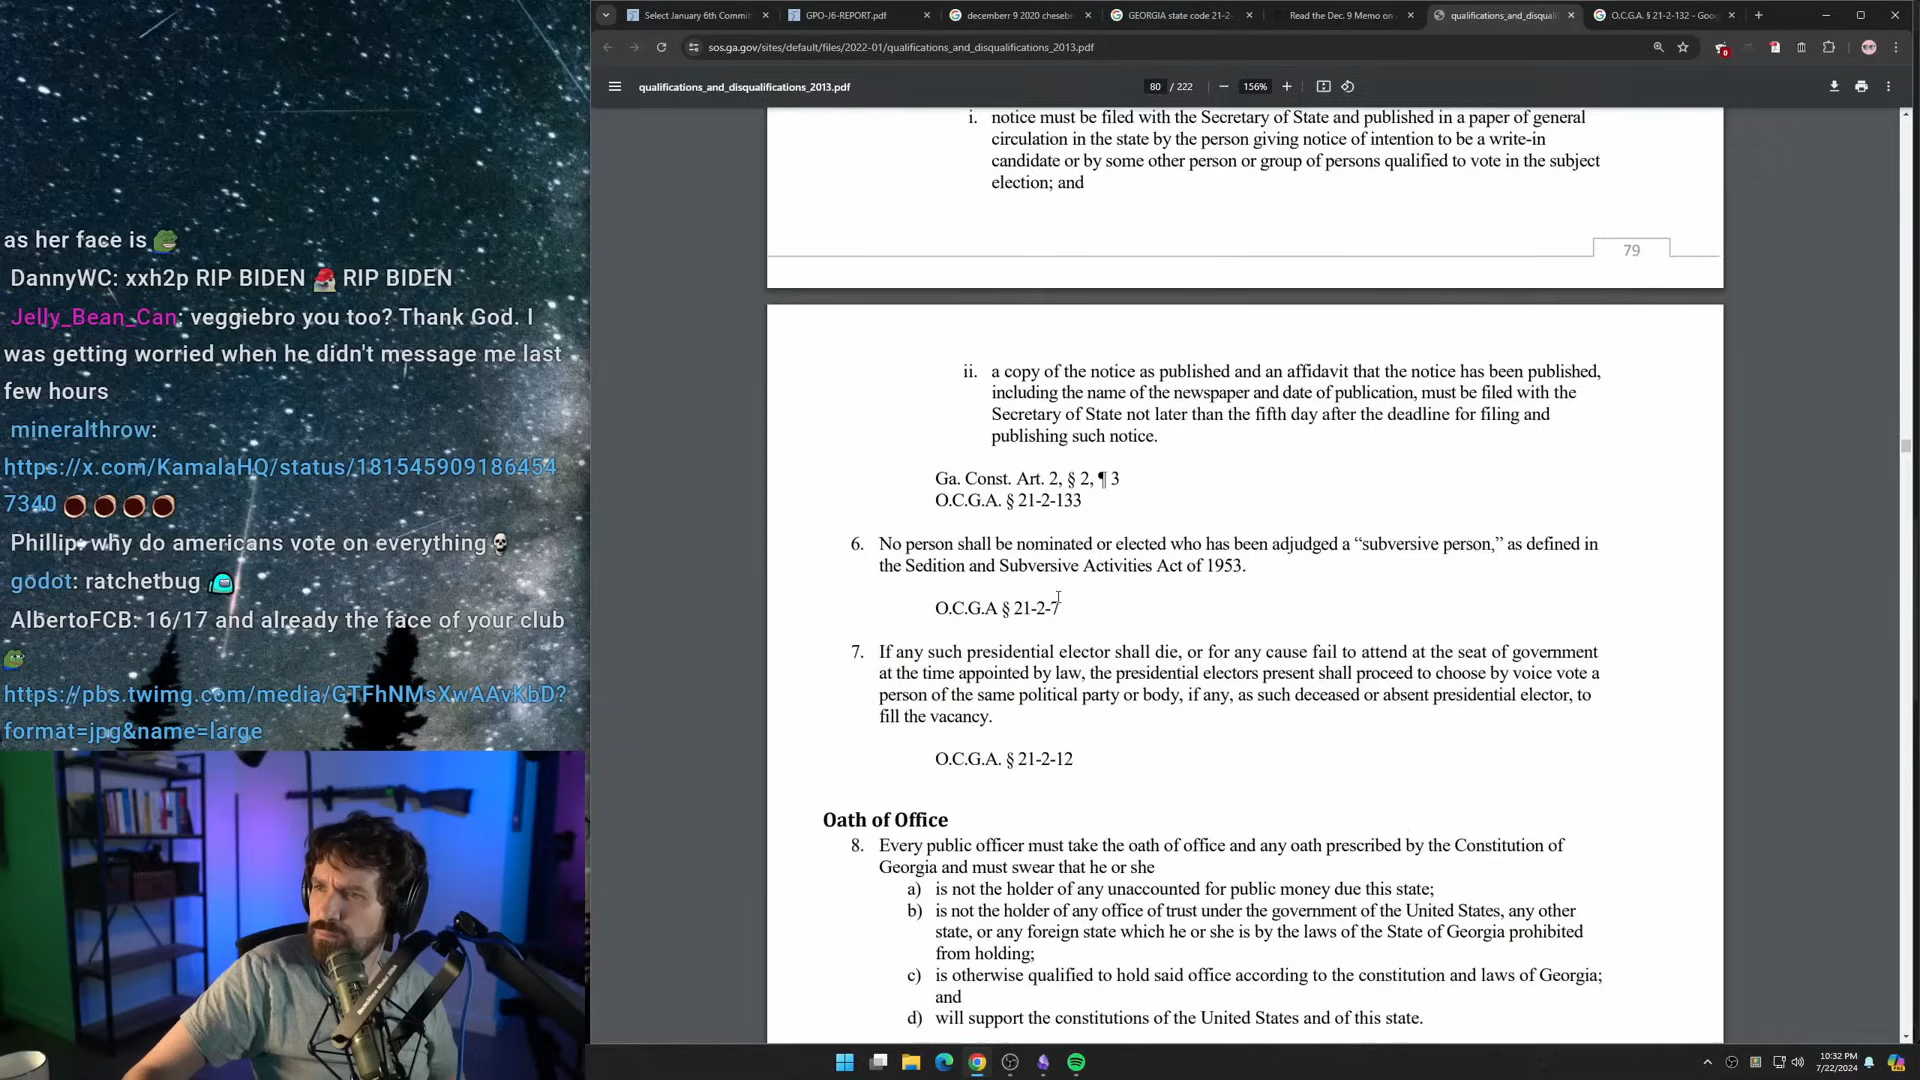 Select January 6th Commit
GPO-J6-REPORT.pdf
decemberr 9 2020 cheseb
GEORGIA state code 21-2-
Read the Dec. 9 Memo on
qualifications_and_disquali
O.C.G.A. § 21-2-132 - Goo
sos.ga.gov/sites/default/files/2022-01/qualifications_and_disqualifications_2013.pdf
0
qualifications_and_disqualifications_2013.pdf
80 / 222
156%
i. notice must be filed with the Secretary of State and published in a paper of general
circulation in the state by the person giving notice of intention to be a write-in
candidate or by some other person or group of persons qualified to vote in the subject
election; and
79
ii. a copy of the notice as published and an affidavit that the notice has been published,
including the name of the newspaper and date of publication, must be filed with the
Secretary of State not later than the fifth day after the deadline for filing and
publishing such notice.
Ga. Const. Art. 2, § 2, ¶ 3
O.C.G.A. § 21-2-133
6. No person shall be nominated or elected who has been adjudged a “subversive person,” as defined in
the Sedition and Subversive Activities Act of 1953.
O.C.G.A § 21-2-7
7. If any such presidential elector shall die, or for any cause fail to attend at the seat of government
at the time appointed by law, the presidential electors present shall proceed to choose by voice vote a
person of the same political party or body, if any, as such deceased or absent presidential elector, to
fill the vacancy.
O.C.G.A. § 21-2-12
Oath of Office
8. Every public officer must take the oath of office and any oath prescribed by the Constitution of
Georgia and must swear that he or she
a) is not the holder of any unaccounted for public money due this state;
b) is not the holder of any office of trust under the government of the United States, any other
state, or any foreign state which he or she is by the laws of the State of Georgia prohibited
from holding;
c) is otherwise qualified to hold said office according to the constitution and laws of Georgia;
and
d) will support the constitutions of the United States and of this state.
as her face is
DannyWC: xxh2p RIP BIDEN RIP BIDEN
Jelly_Bean_Can: veggiebro you too? Thank God. I
was getting worried when he didn't message me last
few hours
mineralthrow:
https://x.com/KamalaHQ/status/181545909186454
7340
Phillip: why do americans vote on everything
godot: ratchetbug
AlbertoFCB: 16/17 and already the face of your club
https://pbs.twimg.com/media/GTFhNMsXwAAvKbD?
format=jpg&name=large
10:32 PM
7/22/2024